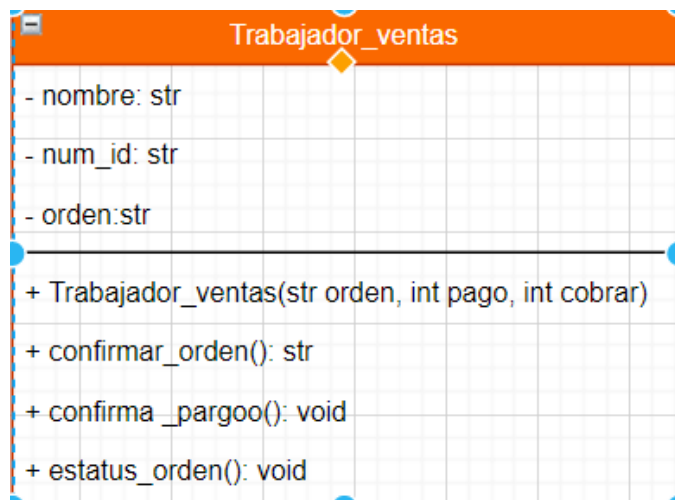 Trabajador_ventas
- nombre: str
- num_id: str
- orden:str
+ Trabajador_ventas(str orden, int pago, int cobrar)
+ confirmar_orden(): str
+ confirma _pargoo(): void
+ estatus_orden(): void